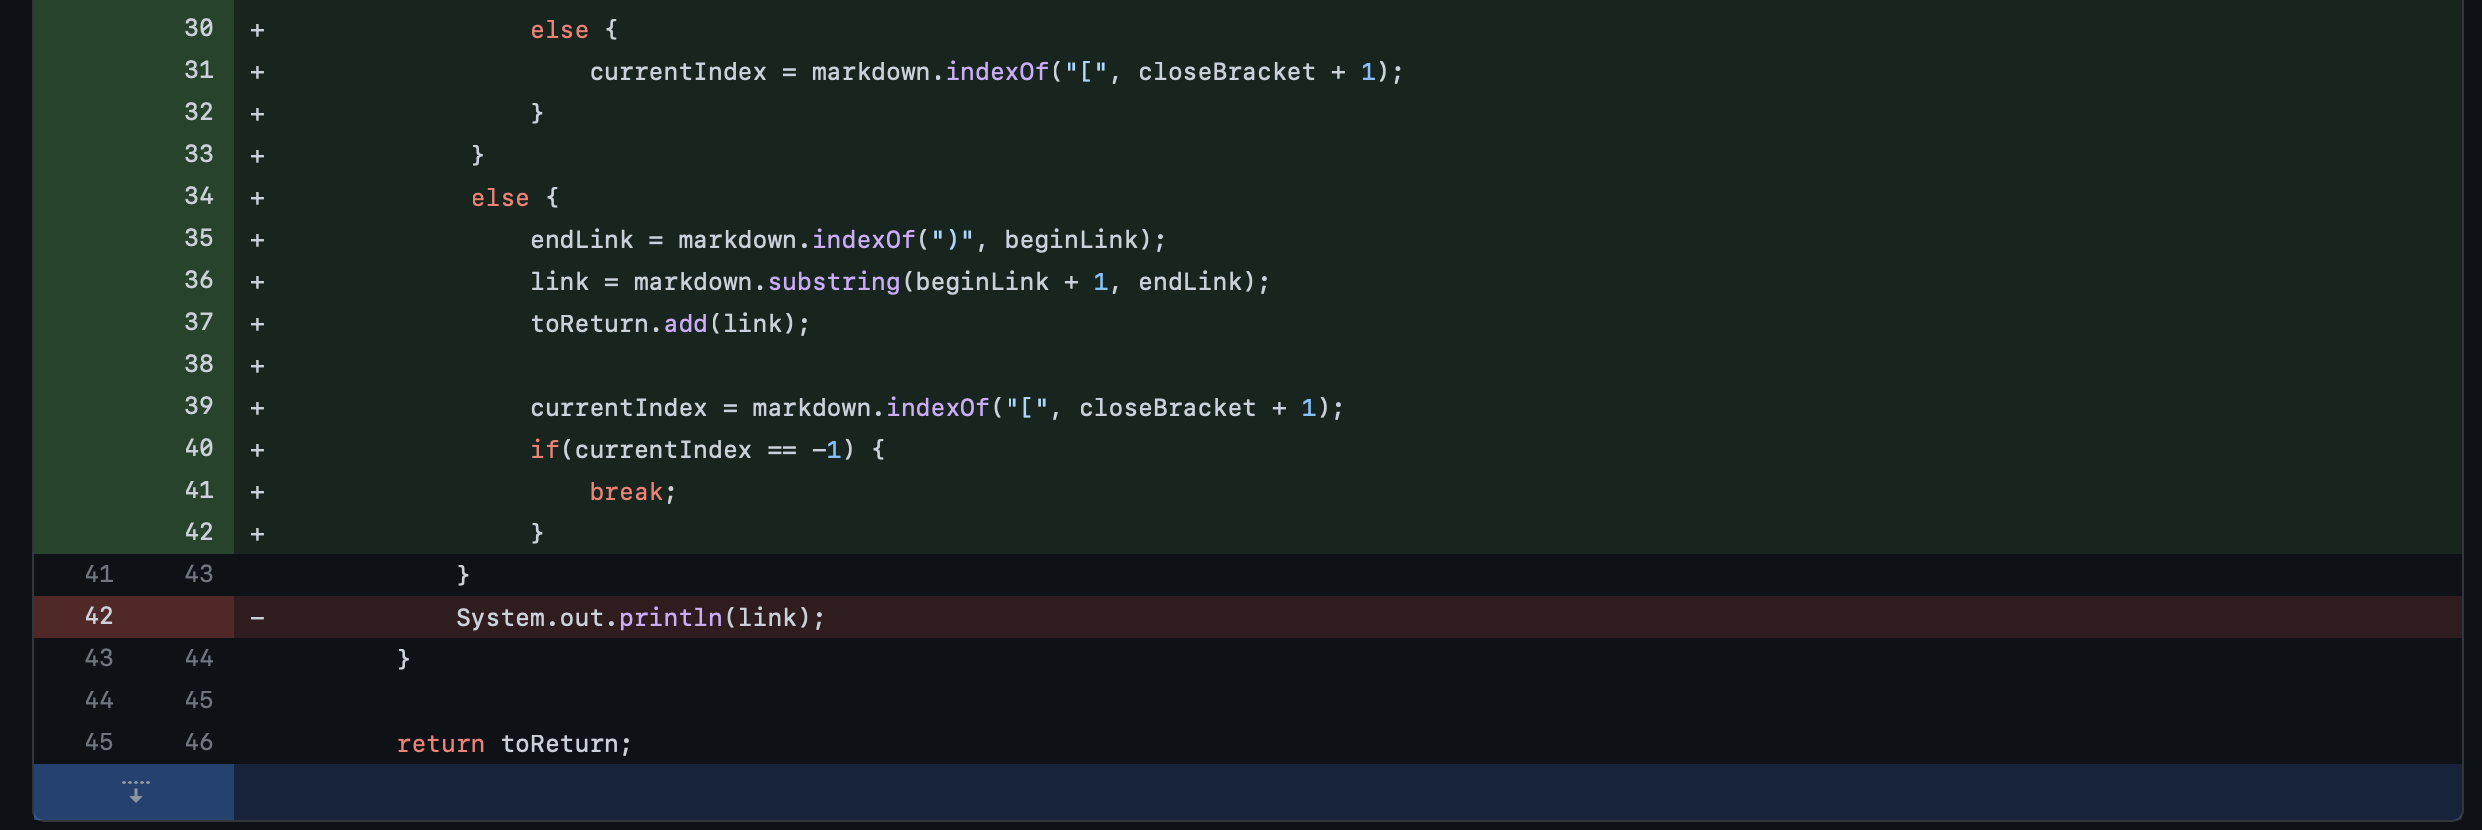 30 + else {
31 + currentIndex = markdown.indexOf("[", closeBracket + 1);
32 + }
33 + }
34 + else {
35 + endLink = markdown.indexOf(")", beginLink);
36 + link = markdown.substring(beginLink + 1, endLink);
37 + toReturn.add(link);
38 +
39 + currentIndex = markdown.indexOf("[", closeBracket + 1);
40 + if(currentIndex == -1) {
41 + break;
42 + }
41 43 }
42 - System.out.println(link);
43 44 }
44 45
45 46 return toReturn;